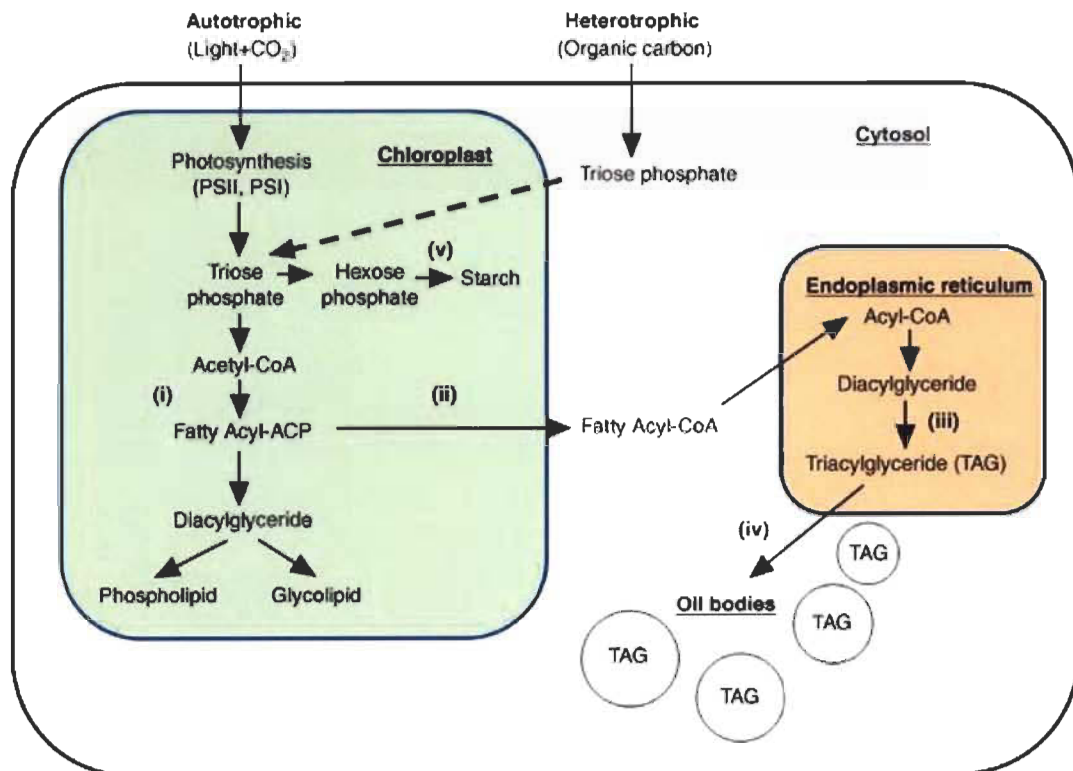 Autotrophic
(Light+CO₂)
Heterotrophic
(Organic carbon)
Cytosol
Chloroplast
Photosynthesis
(PSII, PSI)
Triose phosphate
(v)
Triose
phosphate
Hexose
phosphate
Starch
Endoplasmic reticulum
Acyl-CoA
Acetyl-CoA
Diacylglyceride
(i)
(ii)
(iii)
Fatty Acyl-ACP
Fatty Acyl-CoA
Triacylglyceride (TAG)
Diacylglyceride
(iv)
TAG
Phospholipid
Glycolipid
Oil bodies
TAG
TAG
TAG